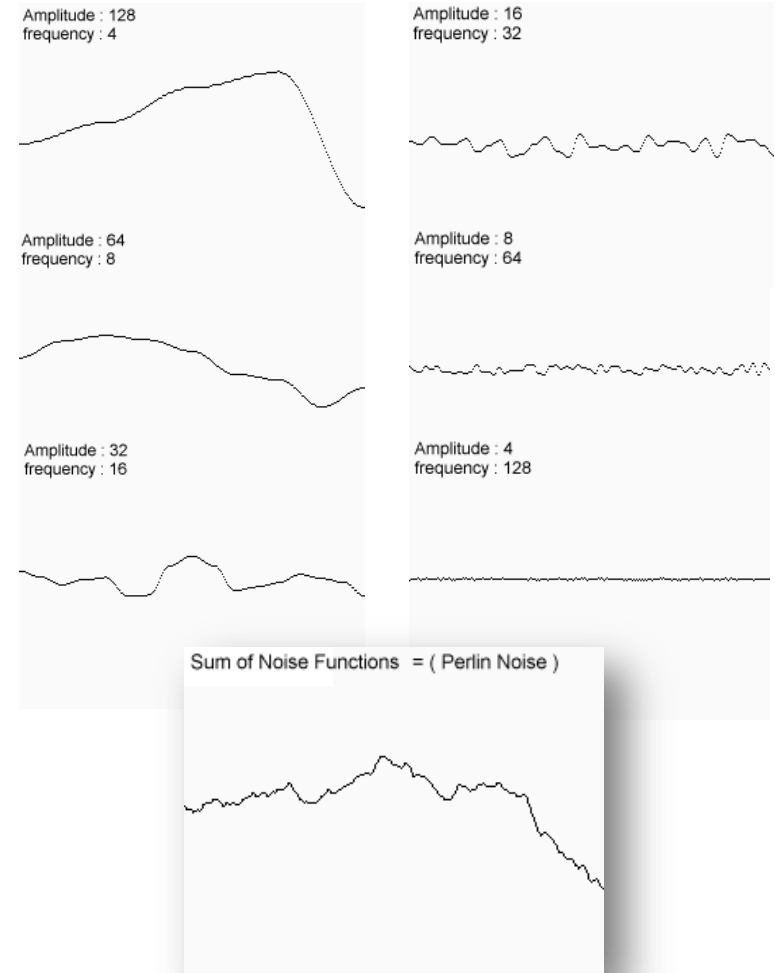 Amplitude : 128
frequency : 4
Amplitude : 64
frequency : 8
Amplitude : 32
frequency : 16
Amplitude : 16
frequency : 32
Amplitude : 8
frequency : 64
Amplitude : 4
frequency : 128
Sum of Noise Functions = ( Perlin Noise )